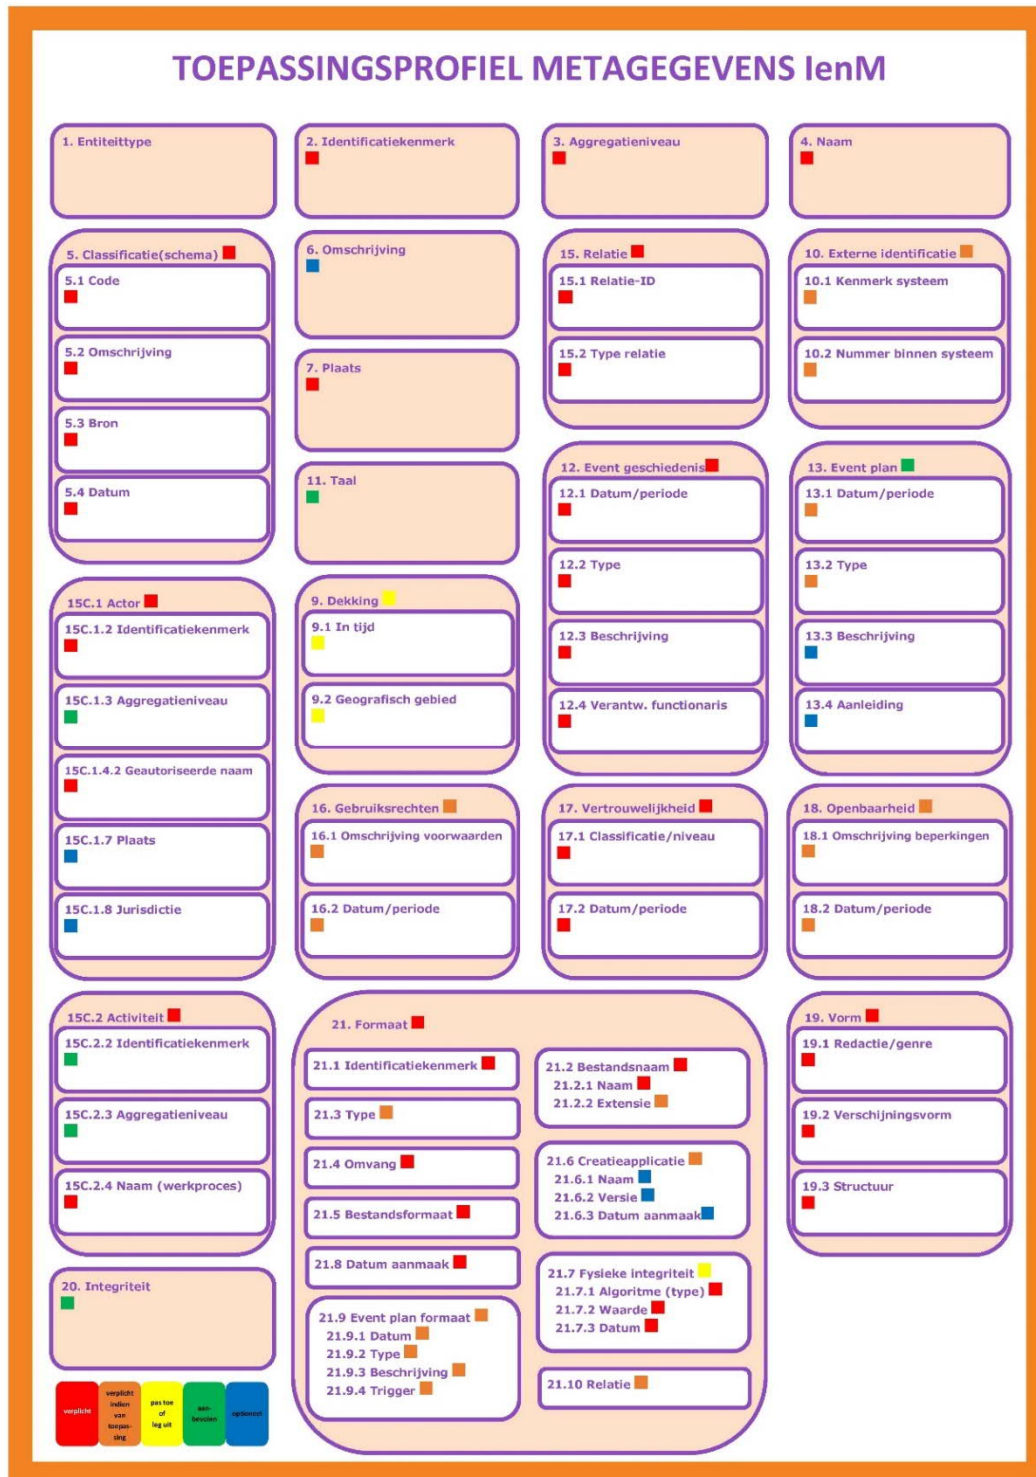 TOEPASSINGSPROFIEL METAGEGEVENS IenM
1. Entiteittype
2. Identificatiekenmerk
3. Aggregatieniveau
4. Naam
5. Classificatie(schema)
5.1 Code
5.2 Omschrijving
5.3 Bron
5.4 Datum
6. Omschrijving
7. Plaats
11. Taal
15. Relatie
15.1 Relatie-ID
15.2 Type relatie
10. Externe identificatie
10.1 Kenmerk systeem
10.2 Nummer binnen systeem
12. Event geschiedenis
12.1 Datum/periode
12.2 Type
12.3 Beschrijving
12.4 Verantw. functionaris
13. Event plan
13.1 Datum/periode
13.2 Type
13.3 Beschrijving
13.4 Aanleiding
15C.1 Actor
15C.1.2 Identificatiekenmerk
15C.1.3 Aggregatieniveau
15C.1.4.2 Geautoriseerde naam
15C.1.7 Plaats
15C.1.8 Jurisdictie
9. Dekking
9.1 In tijd
9.2 Geografisch gebied
16. Gebruiksrechten
16.1 Omschrijving voorwaarden
16.2 Datum/periode
17. Vertrouwelijkheid
17.1 Classificatie/niveau
17.2 Datum/periode
18. Openbaarheid
18.1 Omschrijving beperkingen
18.2 Datum/periode
15C.2 Activiteit
15C.2.2 Identificatiekenmerk
15C.2.3 Aggregatieniveau
15C.2.4 Naam (werkproces)
21. Formaat
21.1 Identificatiekenmerk
21.3 Type
21.4 Omvang
21.5 Bestandsformaat
21.8 Datum aanmaak
21.9 Event plan formaat
21.9.1 Datum
21.9.2 Type
21.9.3 Beschrijving
21.9.4 Trigger
21.2 Bestandsnaam
21.2.1 Naam
21.2.2 Extensie
21.6 Creatieapplicatie
21.6.1 Naam
21.6.2 Versie
21.6.3 Datum aanmaak
21.7 Fysieke integriteit
21.7.1 Algoritme (type)
21.7.2 Waarde
21.7.3 Datum
21.10 Relatie
19. Vorm
19.1 Redactie/genre
19.2 Verschijningsvorm
19.3 Structuur
20. Integriteit
verplicht
verplicht
indien
van
toepas-
sing
pas toe
of
leg uit
aan-
bevolen
optioneel